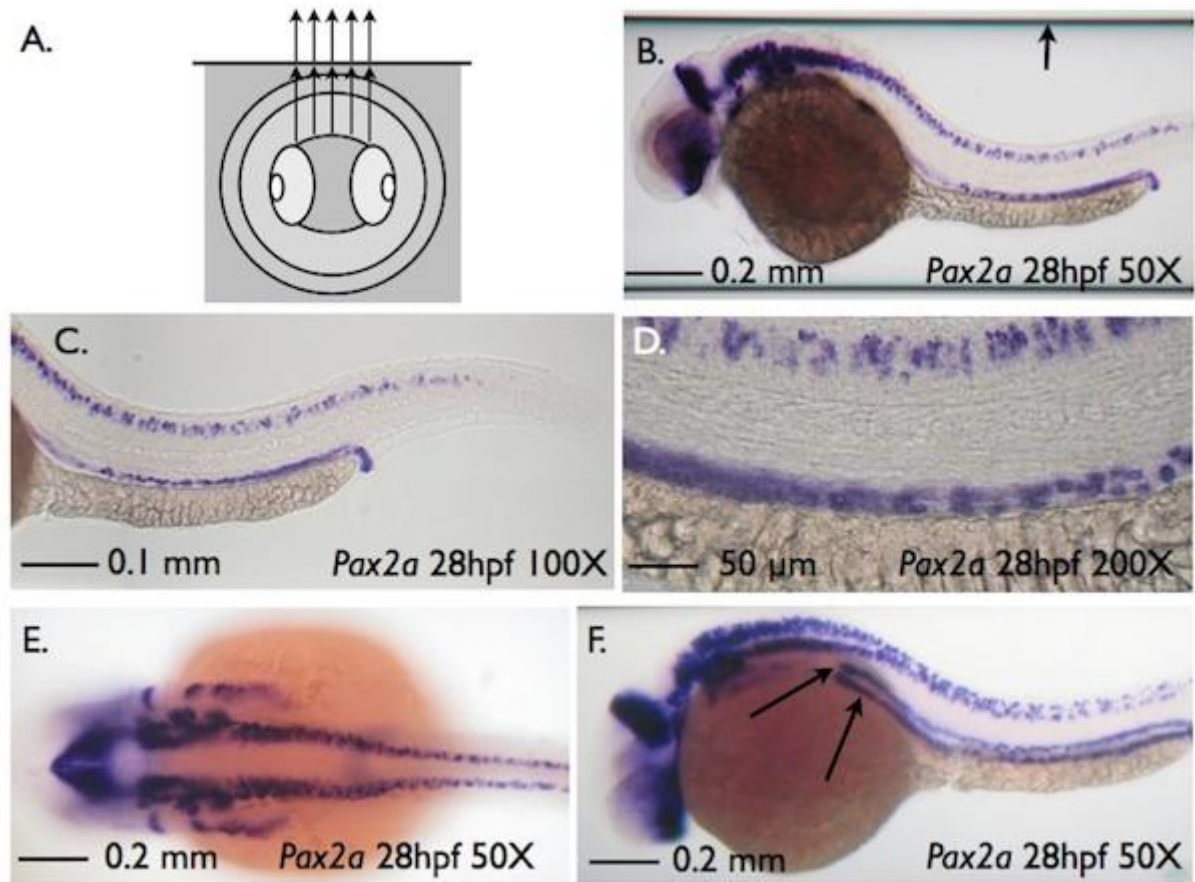 A.
B.
0.2 mm Pax2a 28hpf 50X
C.
0.1 mm Pax2a 28hpf 100X
D.
50 µm Pax2a 28hpf 200X
E.
0.2 mm Pax2a 28hpf 50X
F.
0.2 mm Pax2a 28hpf 50X